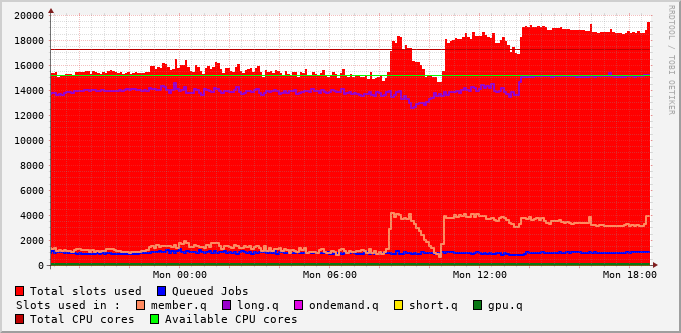 RRDTOOL / TOBI OETIKER
20000
18000
16000
14000
12000
10000
8000
6000
4000
2000
0
Mon 00:00 Mon 06:00 Mon 12:00 Mon 18:00
Total slots used Queued Jobs
Slots used in : member.q long.q ondemand.q short.q gpu.q
Total CPU cores Available CPU cores